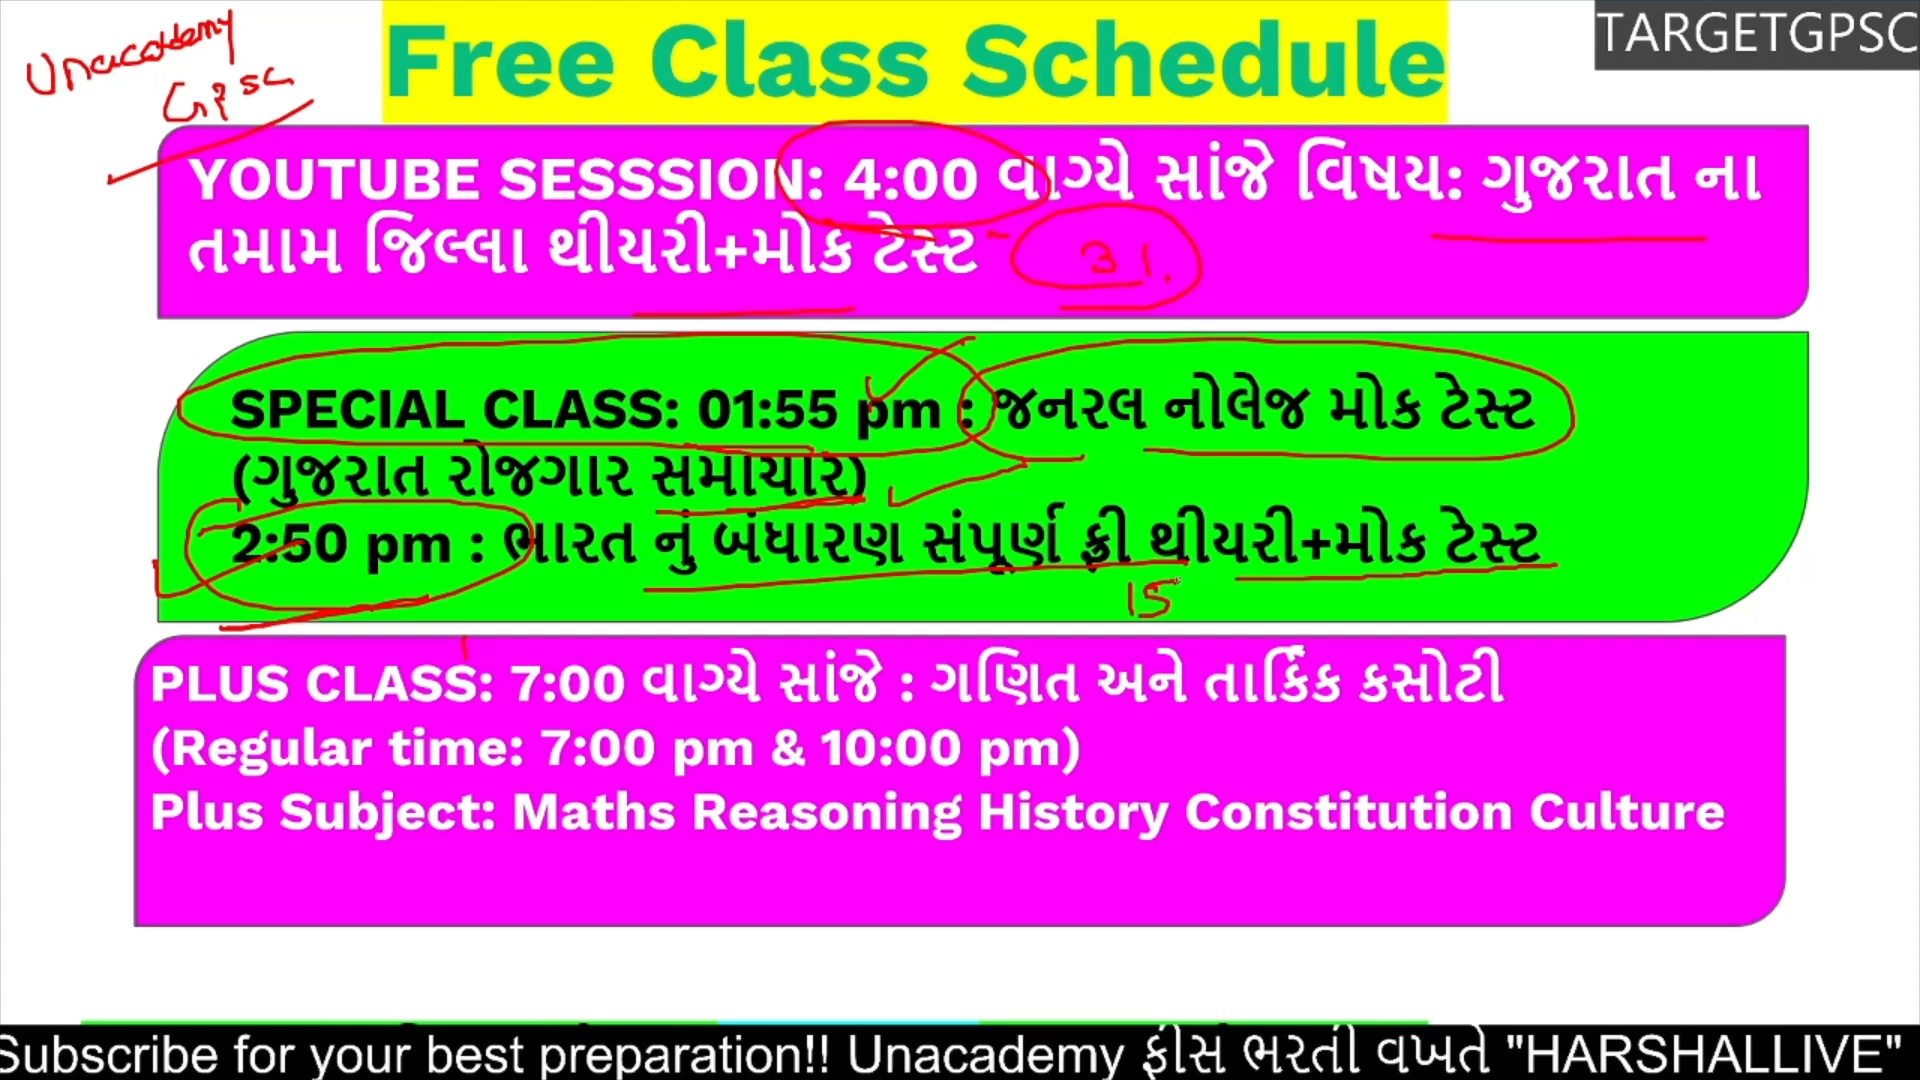 Unacademy
GPSC
Free Class Schedule
TARGETGPSC
YOUTUBE SESSSION: 4:00 વાગ્યે સાંજે વિષય: ગુજરાત ના
તમામ જિલ્લા થીયરી+મોક ટેસ્ટ
31.
SPECIAL CLASS: 01:55 pm : જનરલ નોલેજ મોક ટેસ્ટ
(ગુજરાત રોજગાર સમાચાર)
2:50 pm : ભારત નું બંધારણ સંપૂર્ણ ફ્રી થીયરી+મોક ટેસ્ટ
15
PLUS CLASS: 7:00 વાગ્યે સાંજે : ગણિત અને તાર્કિક કસોટી
(Regular time: 7:00 pm & 10:00 pm)
Plus Subject: Maths Reasoning History Constitution Culture
Subscribe for your best preparation!! Unacademy ફીસ ભરતી વખતે "HARSHALLIVE"